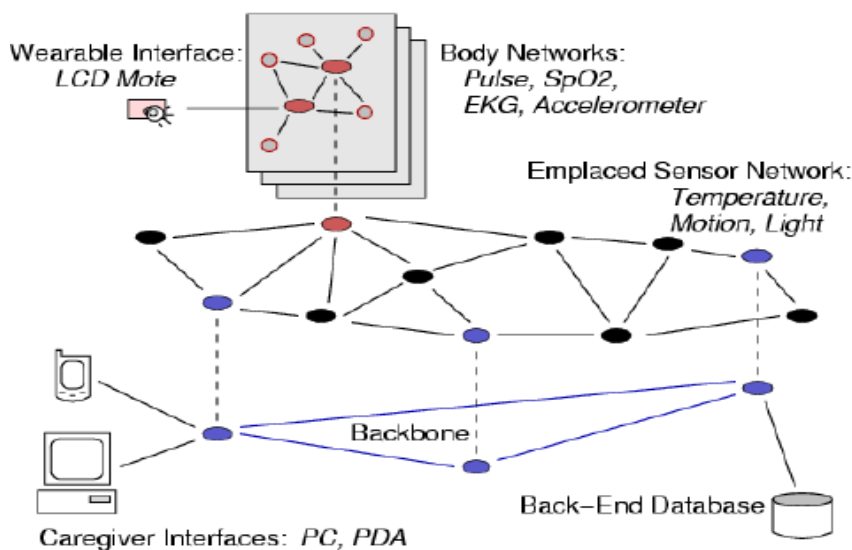 Wearable Interface:
LCD Mote
Body Networks:
Pulse, SpO2,
EKG, Accelerometer
Emplaced Sensor Network:
Temperature,
Motion, Light
Backbone
Back-End Database
Caregiver Interfaces: PC, PDA